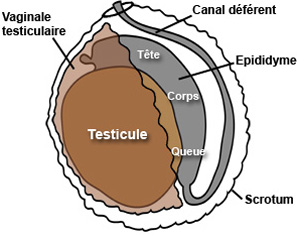 Canal déférent
Vaginale
testiculaire
Tête
Epididyme
Corps
Testicule
Queue
Scrotum